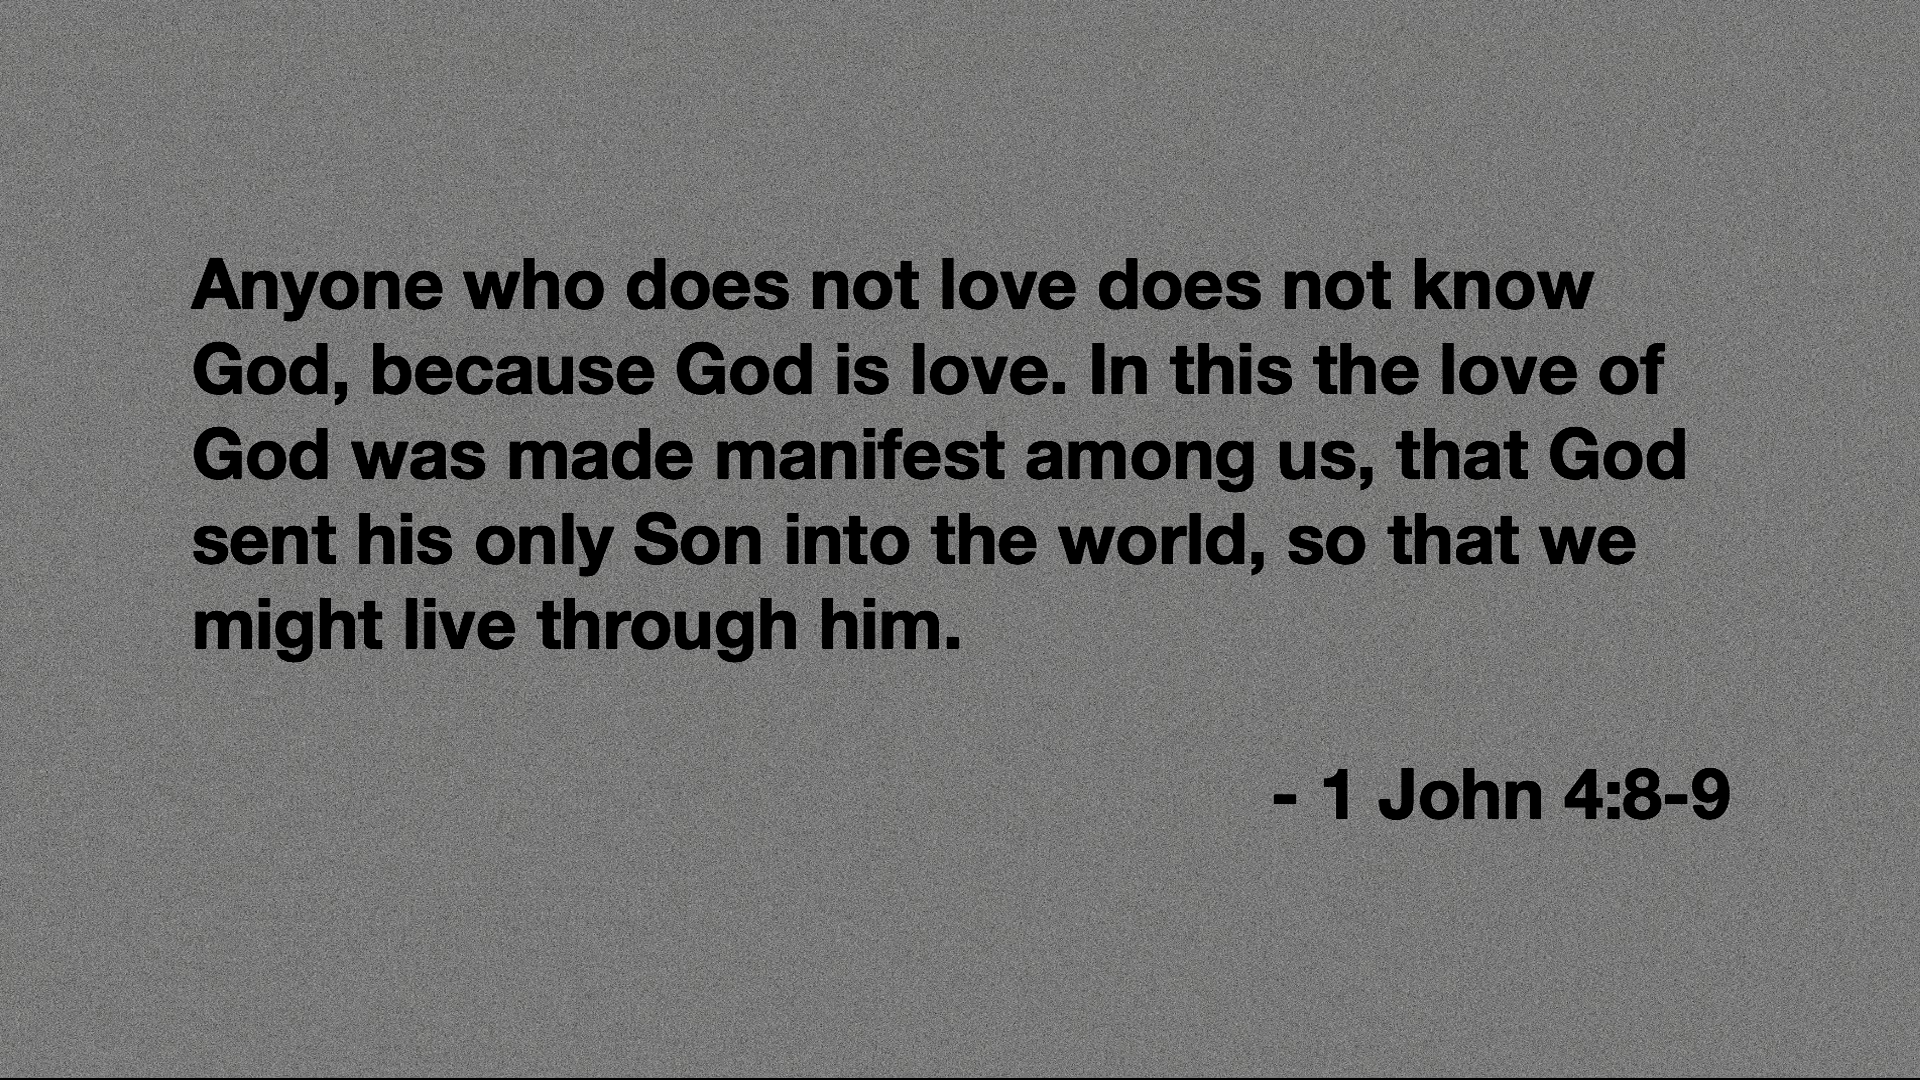 Anyone who does not love does not know
God, because God is love. In this the love of
God was made manifest among us, that God
sent his only Son into the world, so that we
might live through him.
- 1 John 4:8-9